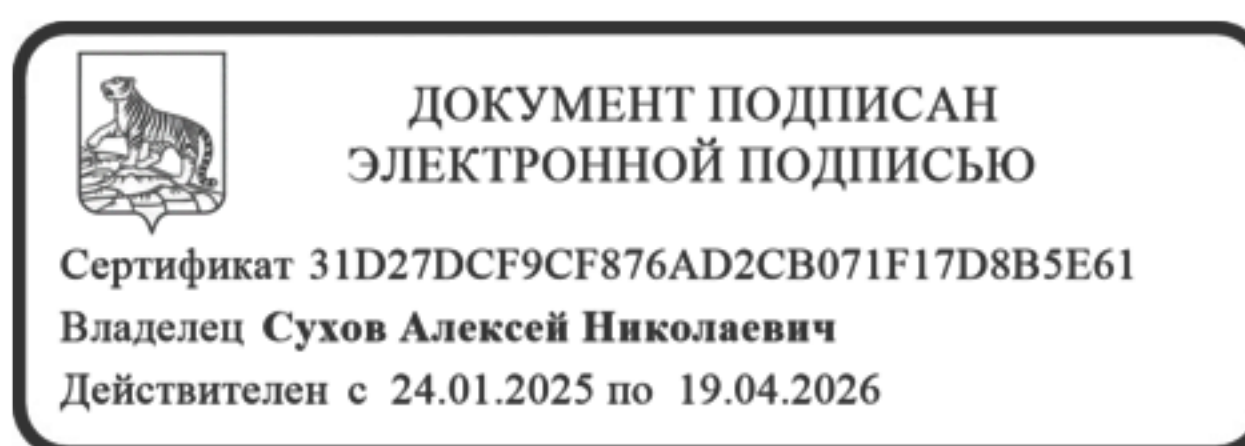 ДОКУМЕНТ ПОДПИСАН
ЭЛЕКТРОННОЙ ПОДПИСЬЮ
Сертификат 31D27DCF9CF876AD2CB071F17D8B5E61
Владелец Сухов Алексей Николаевич
Действителен с 24.01.2025 по 19.04.2026